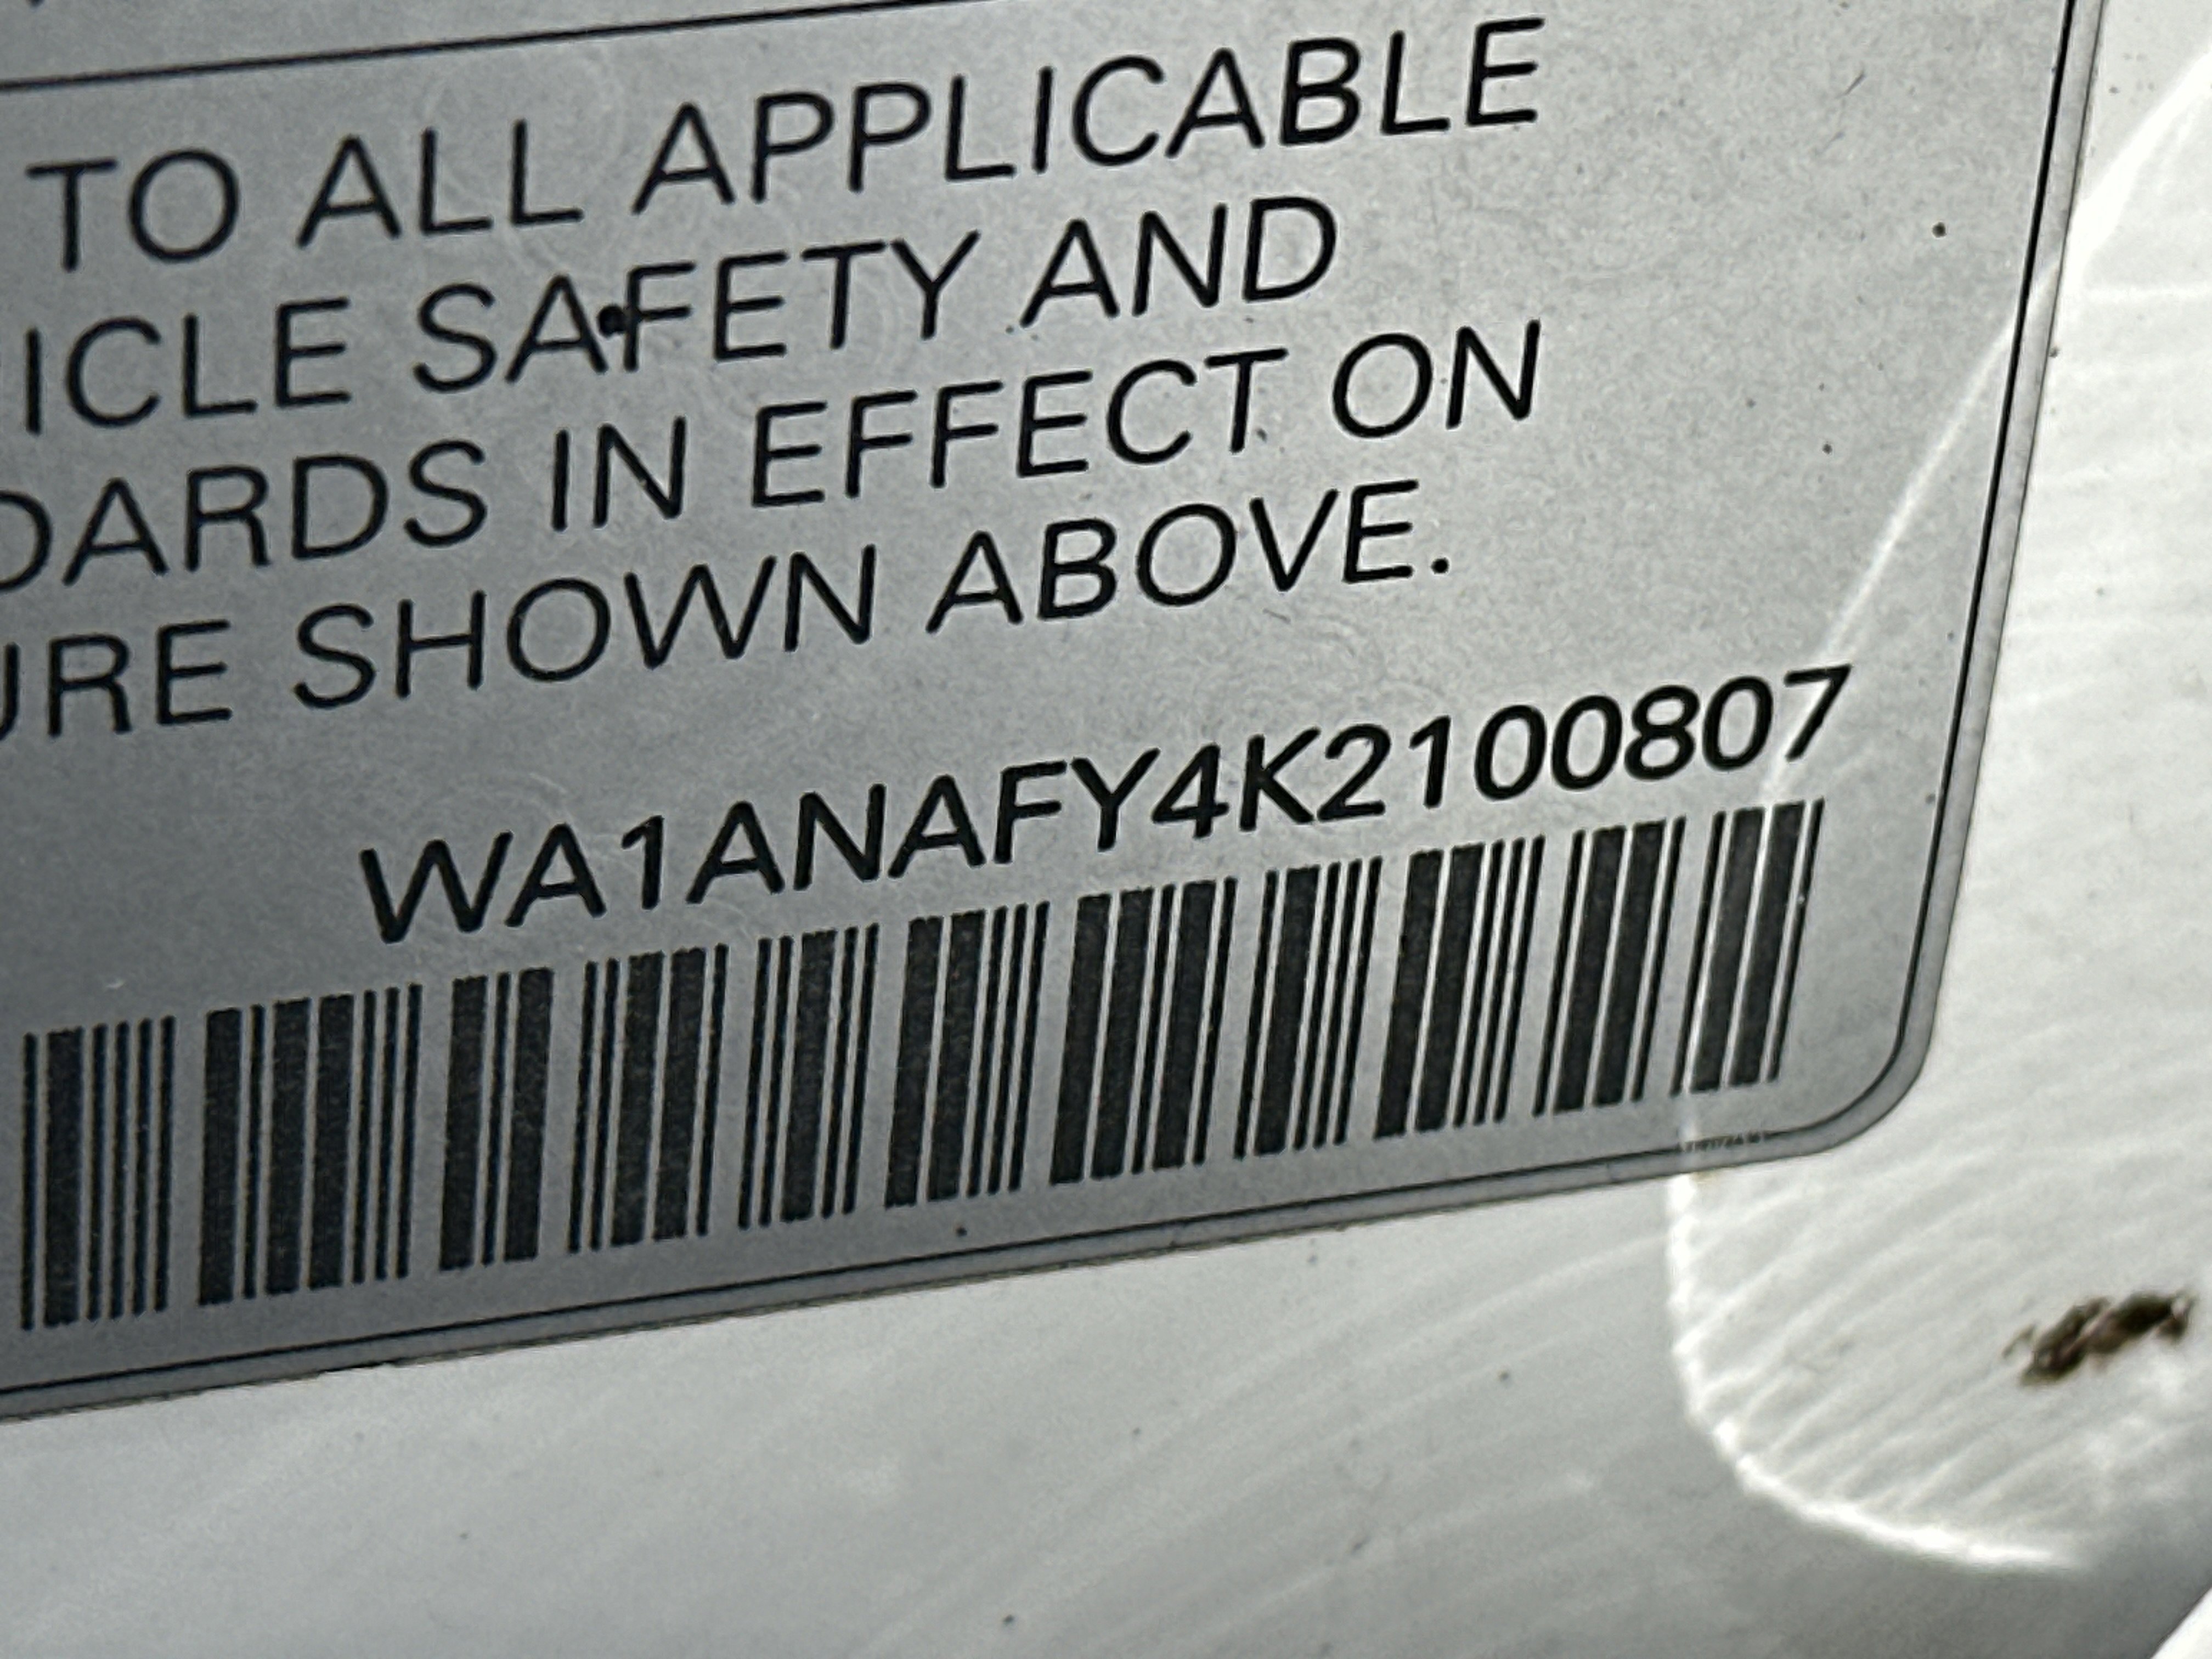 TO ALL APPLICABLE
ICLE SAFETY AND
DARDS IN EFFECT ON
URE SHOWN ABOVE.
WA1ANAFY4K2100807